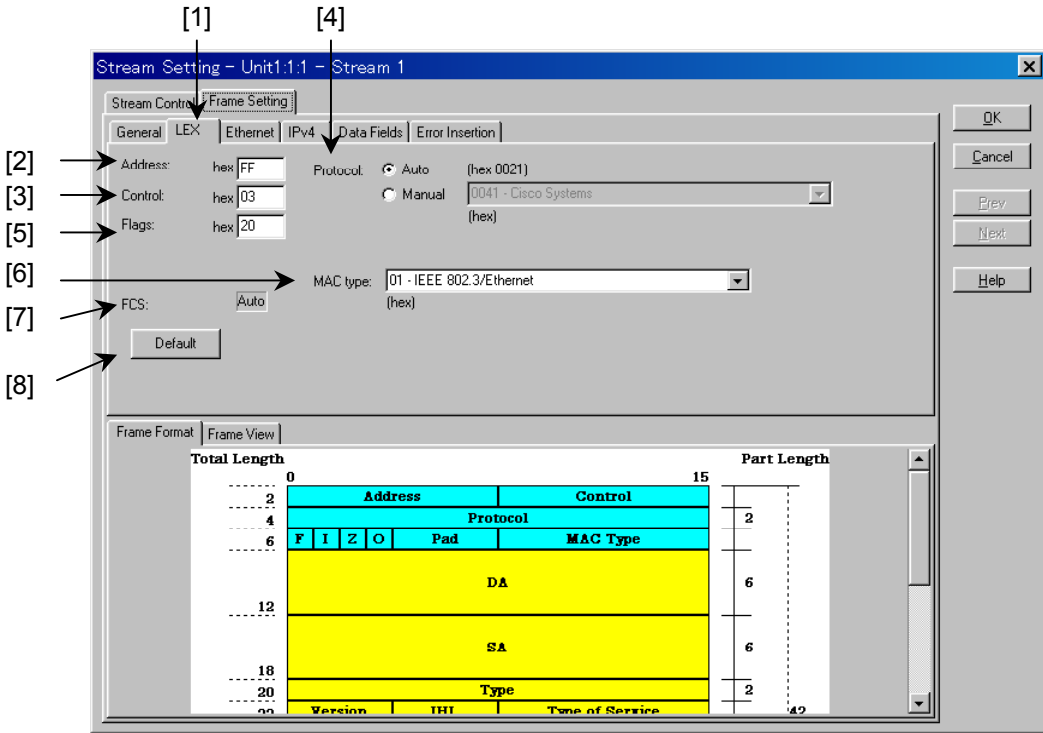 [1] [4]
Stream Setting - Unit1:1:1 - Stream 1
Stream Control Frame Setting
General LEX Ethernet IPv4 Data Fields Error Insertion
OK
Cancel
Prev
Next
Help
[2] Address: hex FF Protocol: Auto (hex 0021)
[3] Control: hex 03 Manual 0041 - Cisco Systems
(hex)
[5] Flags: hex 20
[6] MAC type: 01 - IEEE 802.3/Ethernet
(hex)
[7] FCS: Auto
[8] Default
Frame Format Frame View
Total Length Part Length
0 15
2 Address Control
4 Protocol 2
6 F I Z O Pad MAC Type
DA 6
12
SA 6
18
20 Type 2
22 Version IHL Type of Service 42